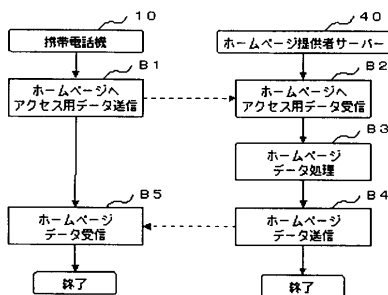 10
携帯電話機
40
ホームページ提供者サーバー
B1
ホームページへ
アクセス用データ送信
B2
ホームページへ
アクセス用データ受信
B3
ホームページ
データ処理
B5
ホームページ
データ受信
B4
ホームページ
データ送信
終了
終了